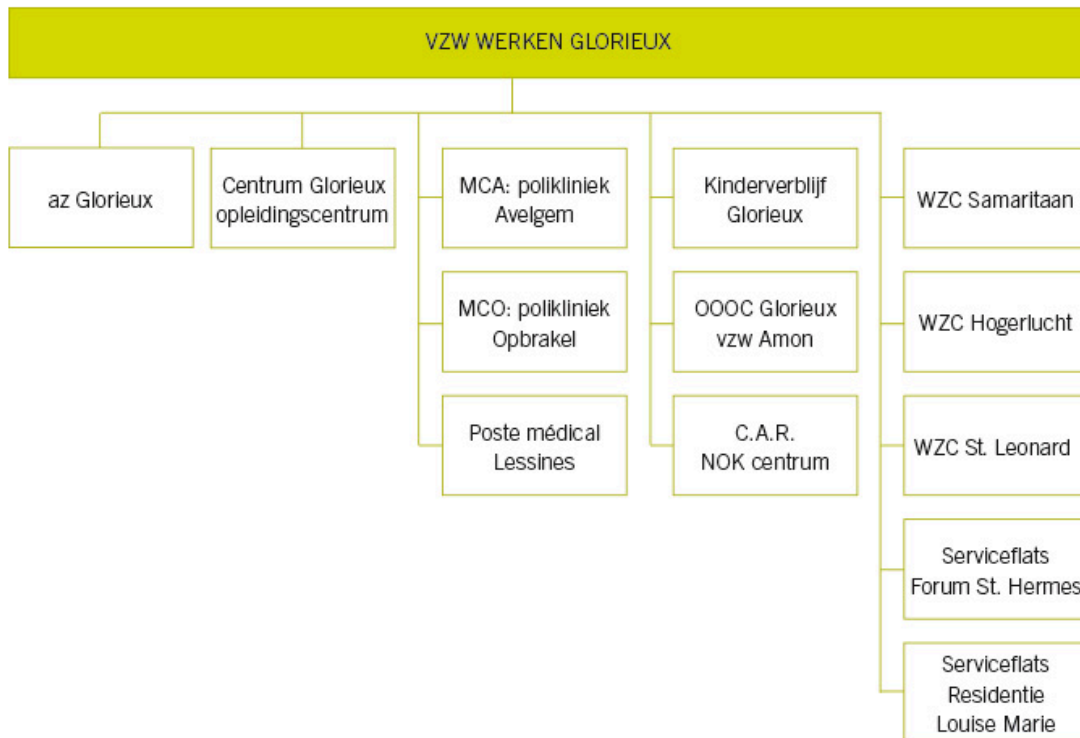 VZW WERKEN GLORIEUX
az Glorieux
Centrum Glorieux
opleidingscentrum
MCA: polikliniek
Avelgem
Kinderverblijf
Glorieux
WZC Samaritaan
MCO: polikliniek
Opbrakel
OOOC Glorieux
vzw Amon
WZC Hogerlucht
Poste médical
Lessines
C.A.R.
NOK centrum
WZC St. Leonard
Serviceflats
Forum St. Hermes
Serviceflats
Residentie
Louise Marie